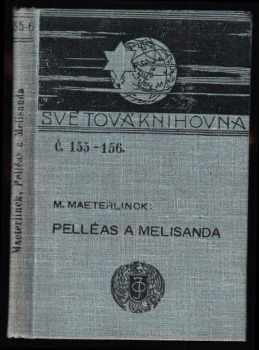 155-6
Maeterlinck, Pelléas a Melisanda
SVĚTOVÁ KNIHOVNA
Č. 155-156.
M. MAETERLINCK:
PELLÉAS A MELISANDA